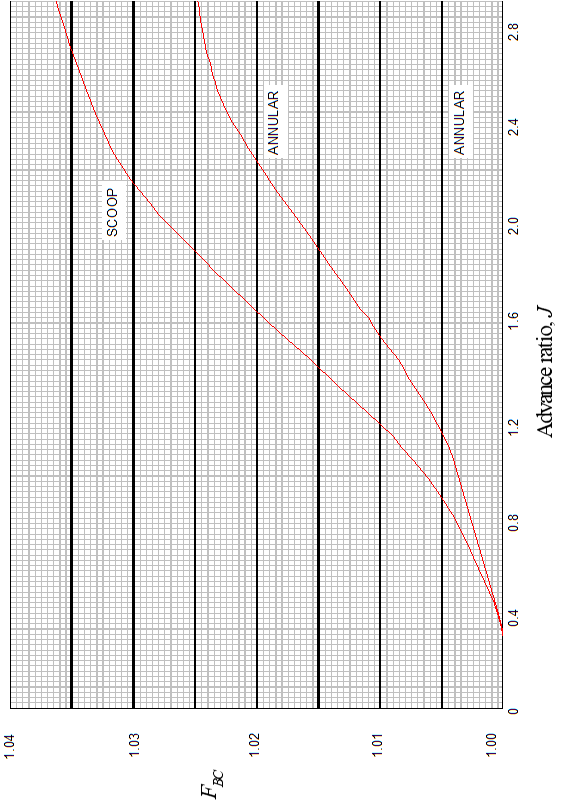 2.8
2.4
2.0
1.6
1.2
0.8
0.4
0
Advance ratio, J
ANNULAR
ANNULAR
SCOOP
1.04
1.03
1.02
1.01
1.00
F_BC